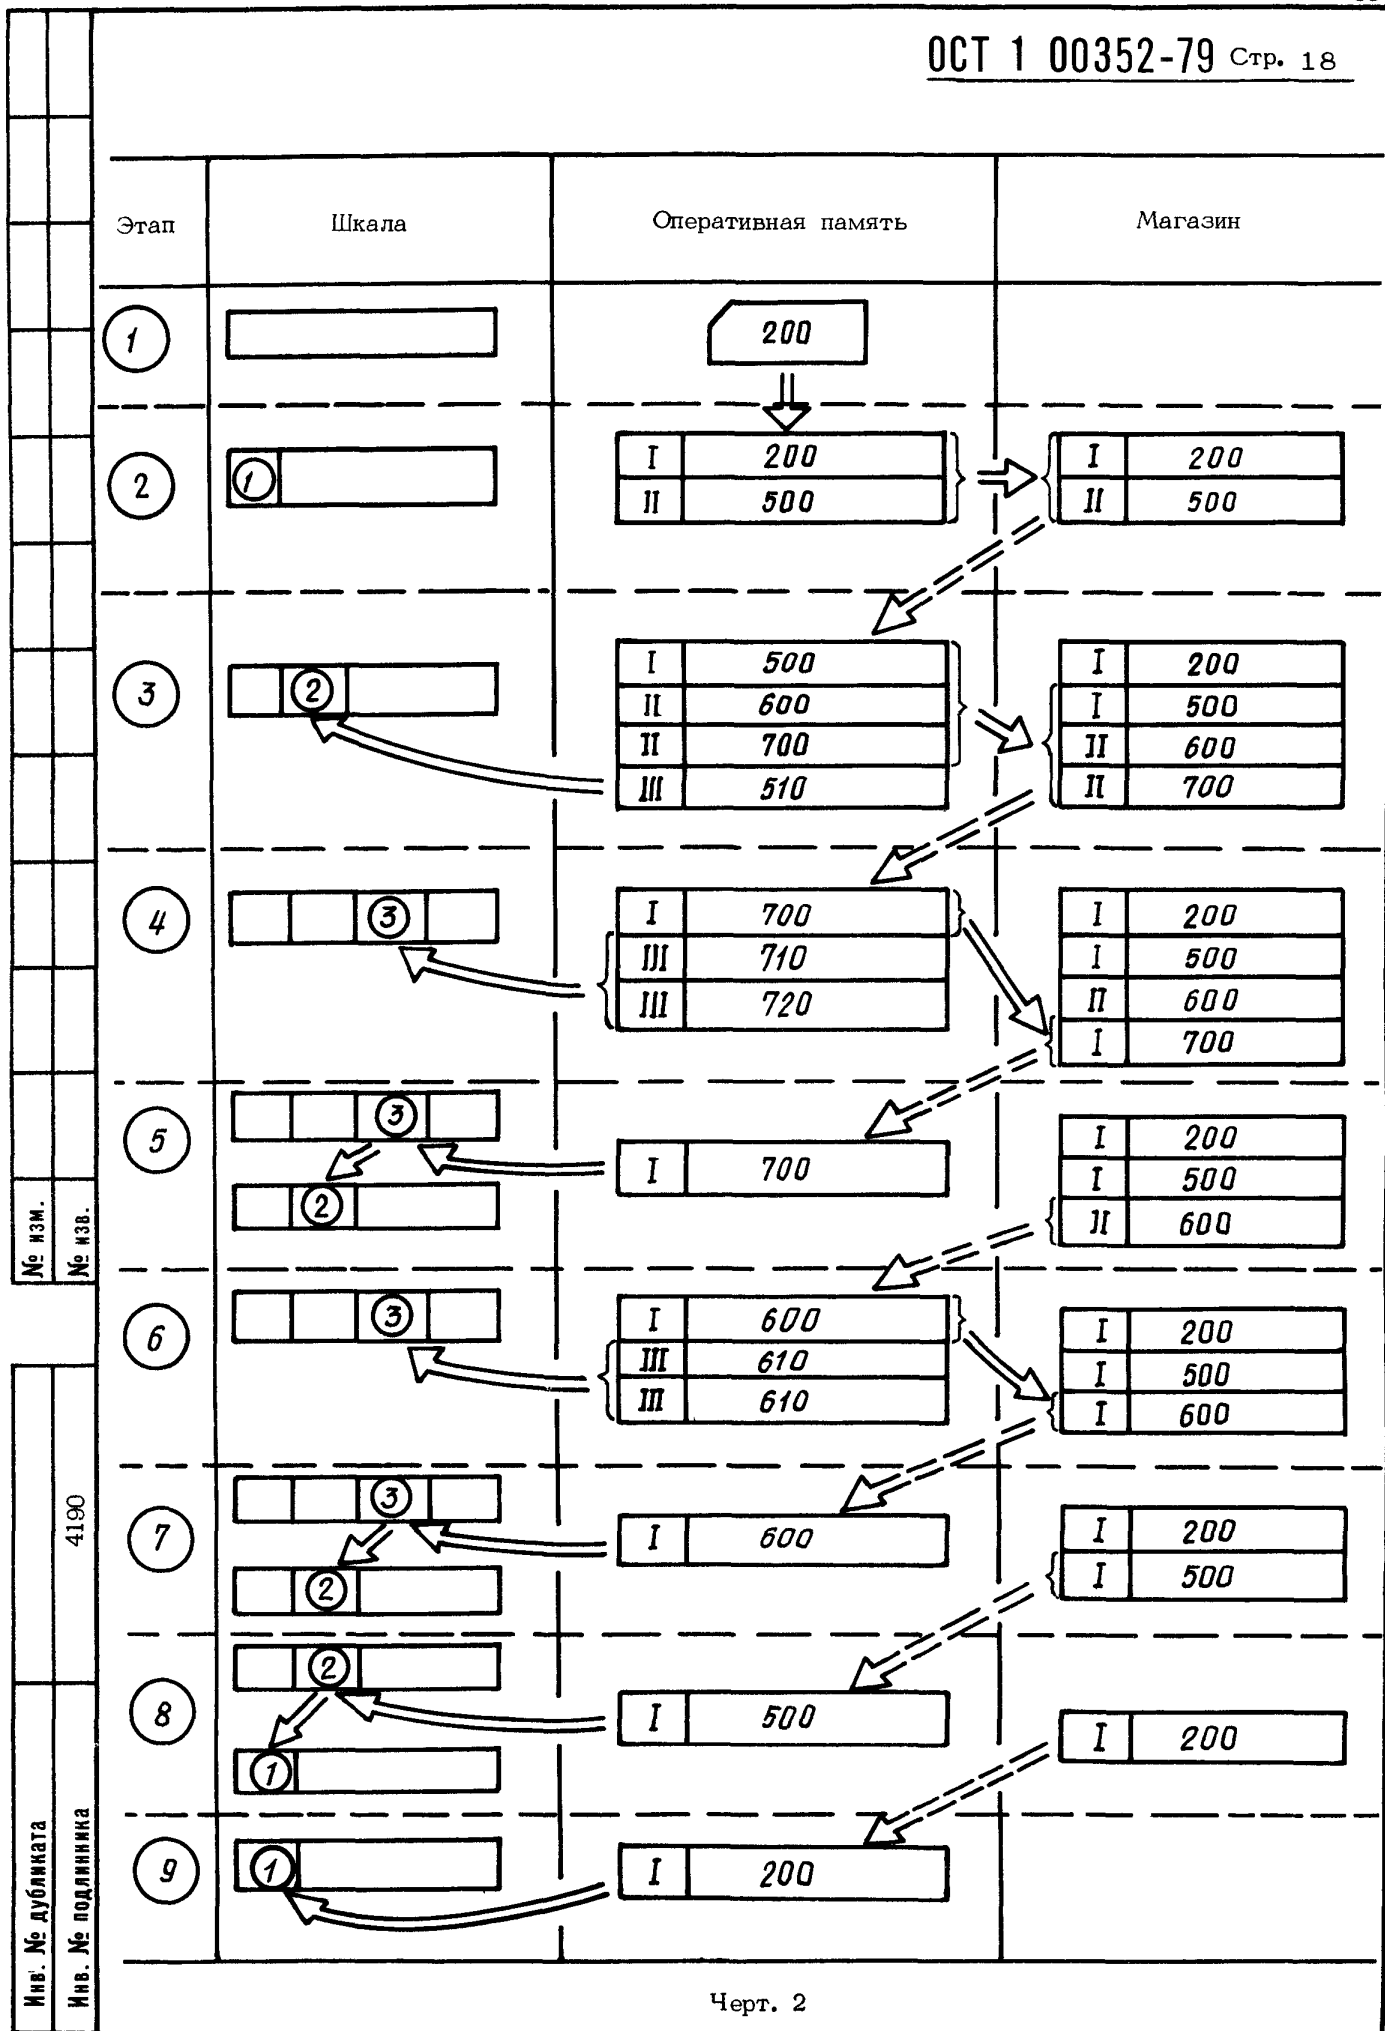 ОСТ 1 00352-79 Стр. 18
Этап Шкала Оперативная память Магазин
1 200
2 1 I 200 I 200
II 500 II 500
3 2 I 500 I 200
II 600 I 500
II 700 II 600
III 510 II 700
4 3 I 700 I 200
III 710 I 500
III 720 II 600
I 700
5 3 I 700 I 200
2 I 500
II 600
6 3 I 600 I 200
III 610 I 500
III 610 I 600
7 3 I 600 I 200
2 I 500
8 2 I 500 I 200
1
9 1 I 200
Черт. 2
№ изм.
№ изв.
4190
Инв. № дубликата
Инв. № подлинника